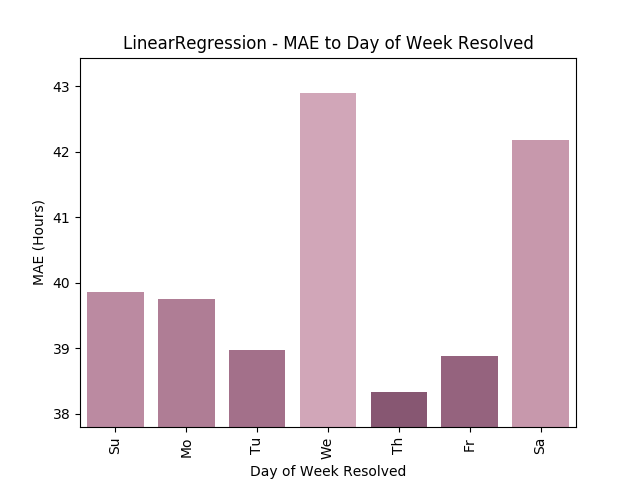 LinearRegression - MAE to Day of Week Resolved
MAE (Hours)
43
42
41
40
39
38
Su
Mo
Tu
We
Th
Fr
Sa
Day of Week Resolved